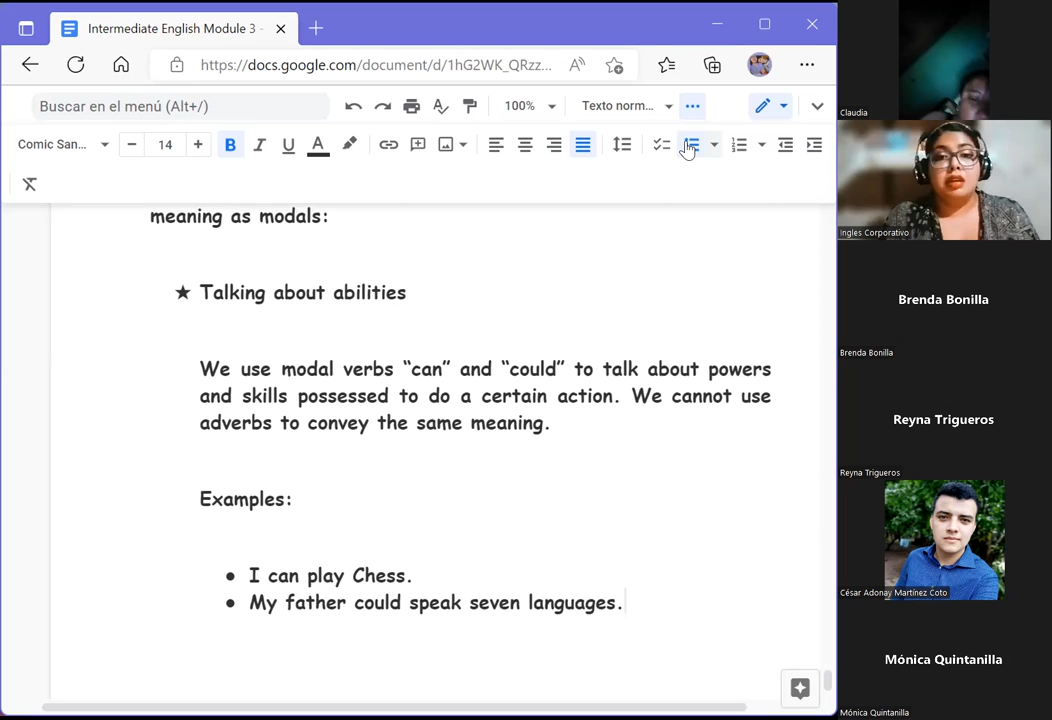 Intermediate English Module 3 -
https://docs.google.com/document/d/1hG2WK_QRzz...
Buscar en el menú (Alt+/)
100%
Texto norm...
Comic San...
14
B
I
U
A
meaning as modals:
★ Talking about abilities
We use modal verbs “can” and “could” to talk about powers
and skills possessed to do a certain action. We cannot use
adverbs to convey the same meaning.
Examples:
● I can play Chess.
● My father could speak seven languages.
Claudia
Ingles Corporativo
Brenda Bonilla
Brenda Bonilla
Reyna Trigueros
Reyna Trigueros
César Adonay Martínez Coto
Mónica Quintanilla
Mónica Quintanilla